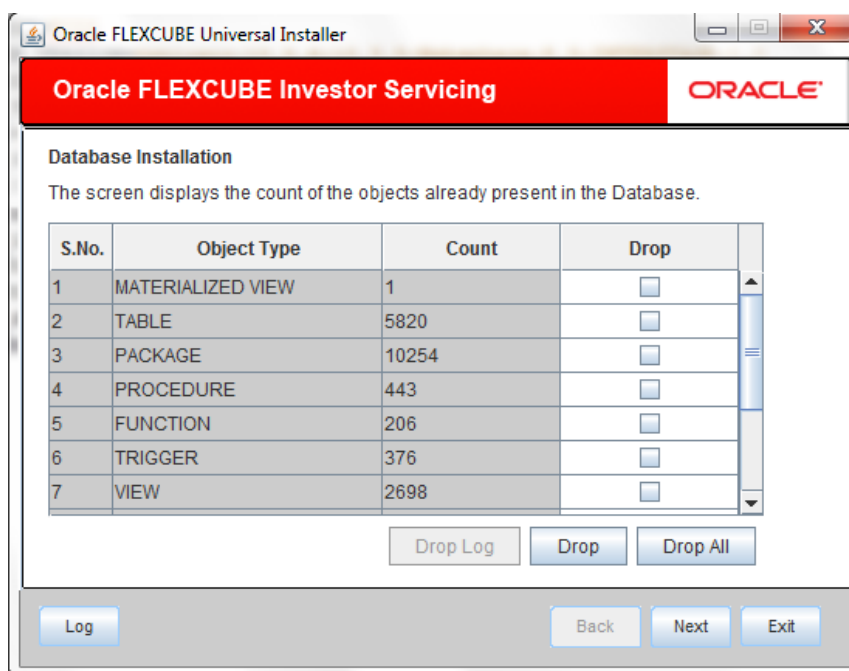 Oracle FLEXCUBE Universal Installer
Oracle FLEXCUBE Investor Servicing
ORACLE
Database Installation
The screen displays the count of the objects already present in the Database.
S.No. Object Type Count Drop
1 MATERIALIZED VIEW 1
2 TABLE 5820
3 PACKAGE 10254
4 PROCEDURE 443
5 FUNCTION 206
6 TRIGGER 376
7 VIEW 2698
Drop Log Drop Drop All
Log Back Next Exit